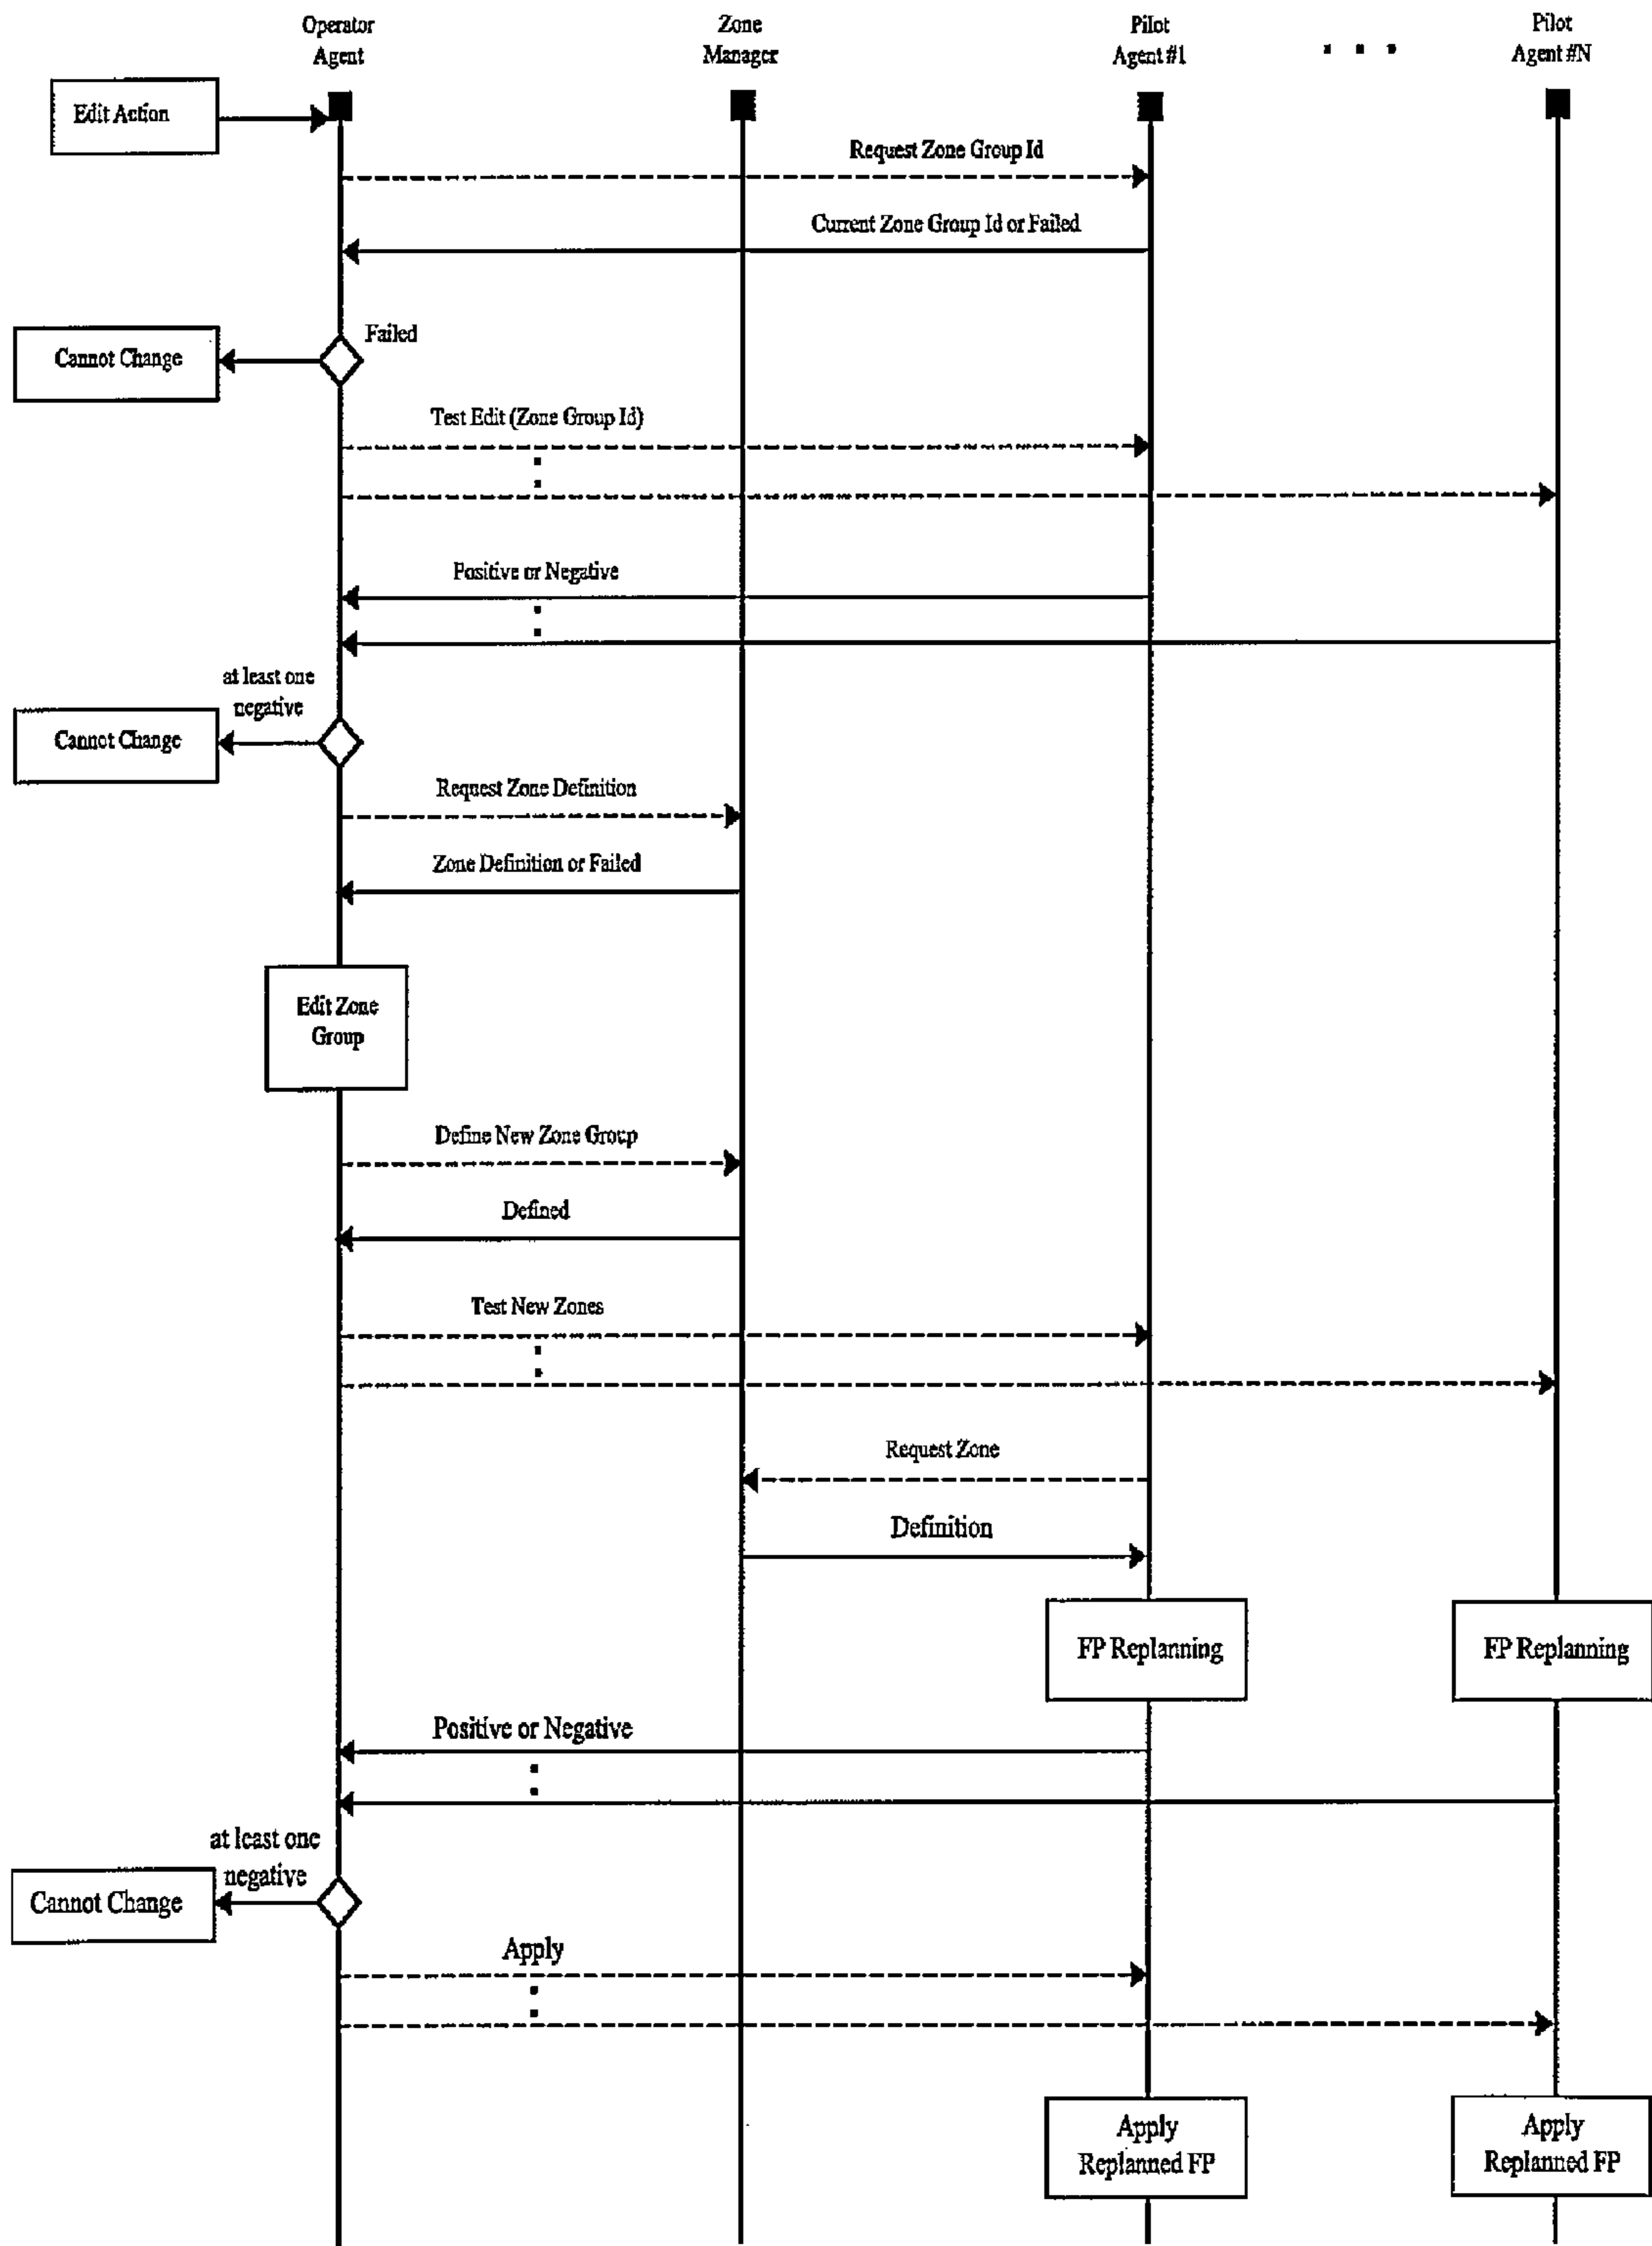 Operator
Agent
Zone
Manager
Pilot
Agent #1
Pilot
Agent #N
Edit Action
Request Zone Group Id
Current Zone Group Id or Failed
Failed
Cannot Change
Test Edit (Zone Group Id)
Positive or Negative
at least one
negative
Cannot Change
Request Zone Definition
Zone Definition or Failed
Edit Zone
Group
Define New Zone Group
Defined
Test New Zones
Request Zone
Definition
FP Replanning
FP Replanning
Positive or Negative
at least one
negative
Cannot Change
Apply
Apply
Replanned FP
Apply
Replanned FP